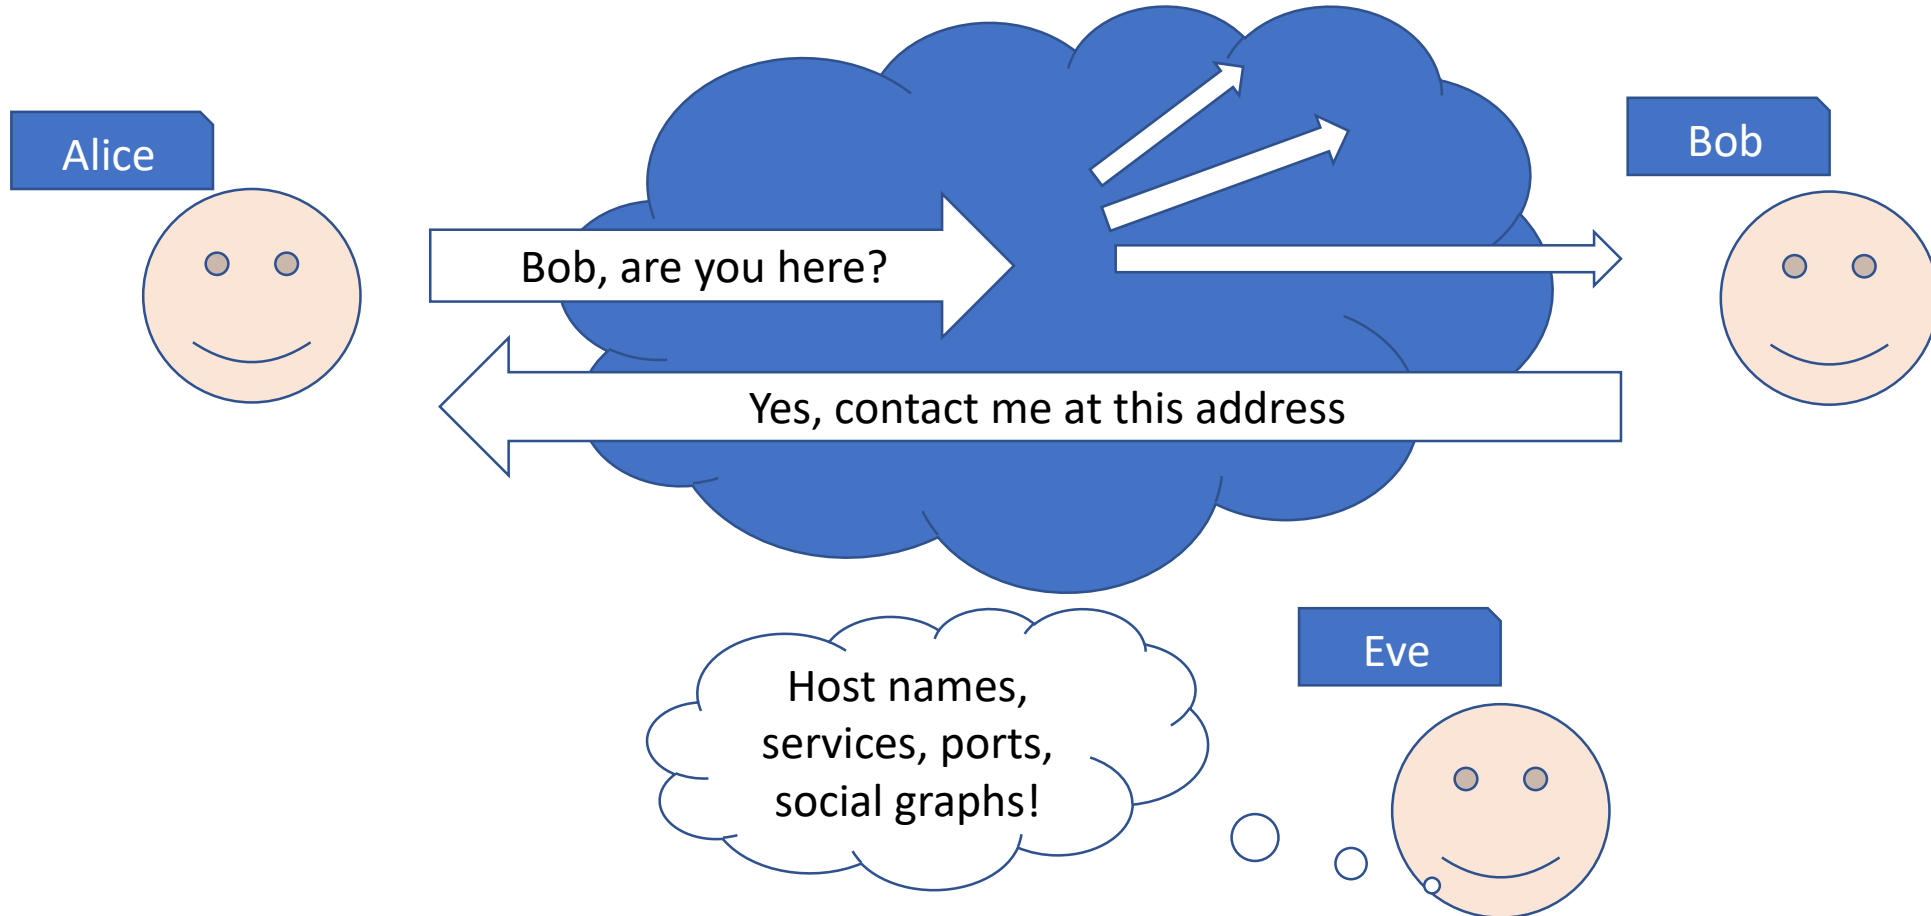 Alice
Bob
Bob, are you here?
Yes, contact me at this address
Eve
Host names,
services, ports,
social graphs!